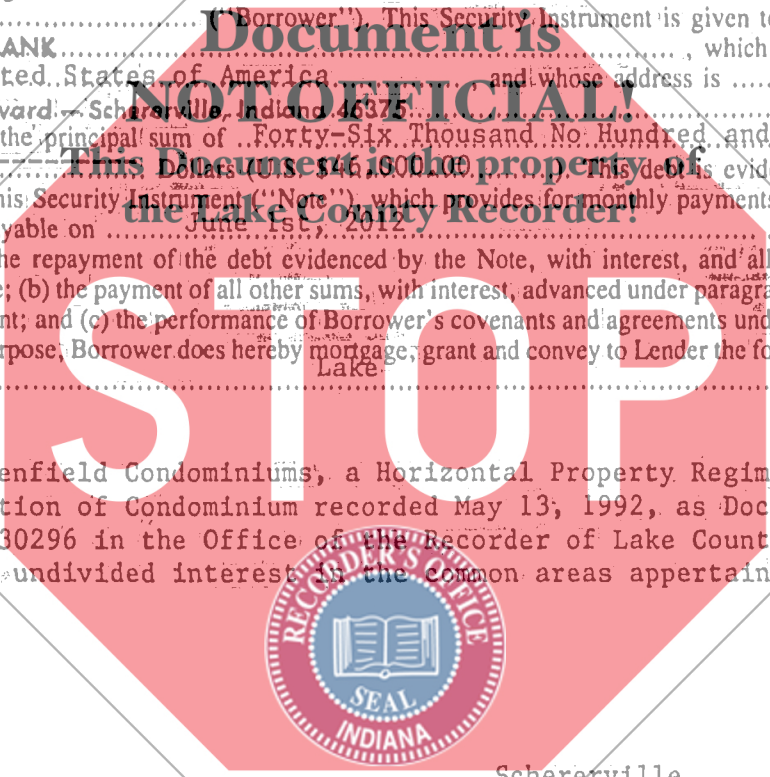 ("Borrower"). This Security Instrument is given to
Document is
ANK , which
ted States of America and whose address is
NOT OFFICIAL!
vard – Schererville, Indiana 46375
the principal sum of Forty-Six Thousand No Hundred and
This Document is the property of
Dollars (U.S. $46,000.00 ). This debt is evid
his Security Instrument ("Note"), which provides for monthly payments
the Lake County Recorder!
yable on June 1st, 2012
he repayment of the debt evidenced by the Note, with interest, and all
; (b) the payment of all other sums, with interest, advanced under paragra
nt; and (c) the performance of Borrower's covenants and agreements und
rpose, Borrower does hereby mortgage, grant and convey to Lender the fo
Lake
STOP
enfield Condominiums, a Horizontal Property Regim
tion of Condominium recorded May 13, 1992, as Doc
30296 in the Office of the Recorder of Lake Count
undivided interest in the common areas appertain
RECORDER'S OFFICE
SEAL
INDIANA
Schererville